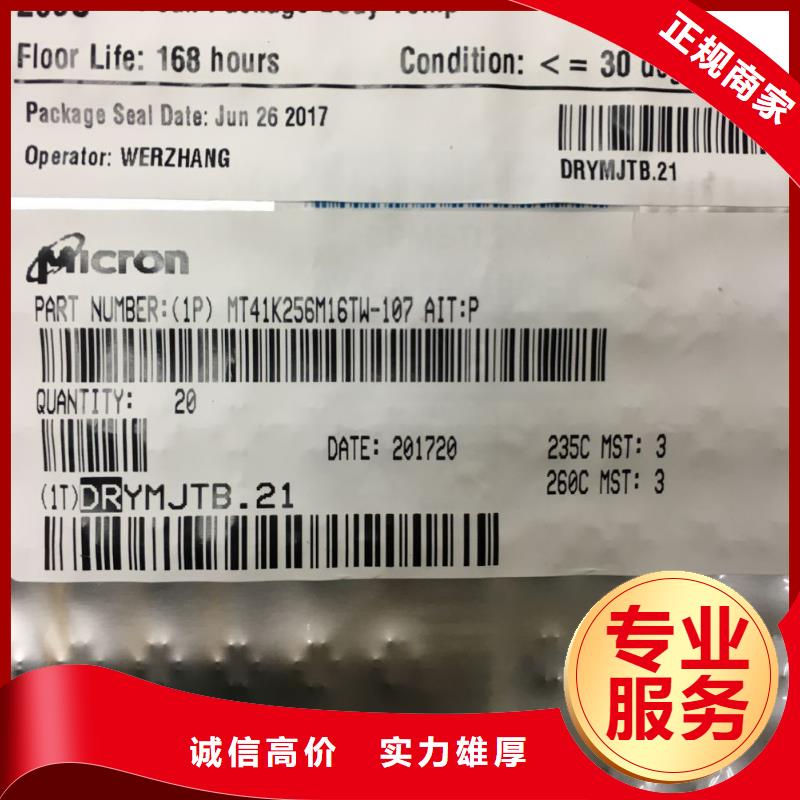 Floor Life: 168 hours Condition: < = 30
正规商家
Package Seal Date: Jun 26 2017
Operator: WERZHANG
DRYMJTB.21
Micron
PART NUMBER:(1P) MT41K256M16TW-107 AIT:P
QUANTITY: 20
DATE: 201720 235C MST: 3
(1T)DRYMJTB.21 260C MST: 3
专业
服务
诚信高价 实力雄厚